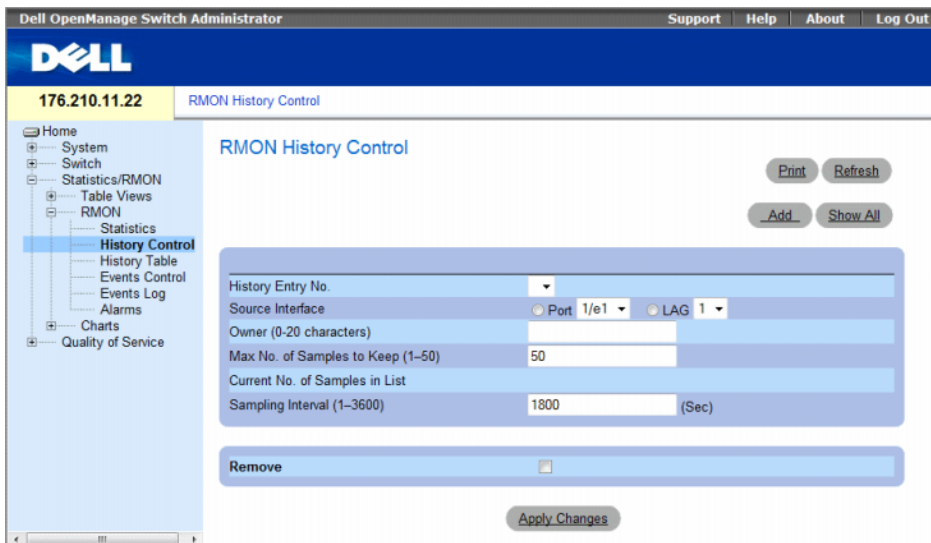 Dell OpenManage Switch Administrator
Support Help About Log Out
DELL
176.210.11.22
RMON History Control
Home
System
Switch
Statistics/RMON
Table Views
RMON
Statistics
History Control
History Table
Events Control
Events Log
Alarms
Charts
Quality of Service
RMON History Control
Print Refresh
Add Show All
History Entry No.
Source Interface Port 1/e1 LAG 1
Owner (0-20 characters)
Max No. of Samples to Keep (1–50) 50
Current No. of Samples in List
Sampling Interval (1–3600) 1800 (Sec)
Remove
Apply Changes